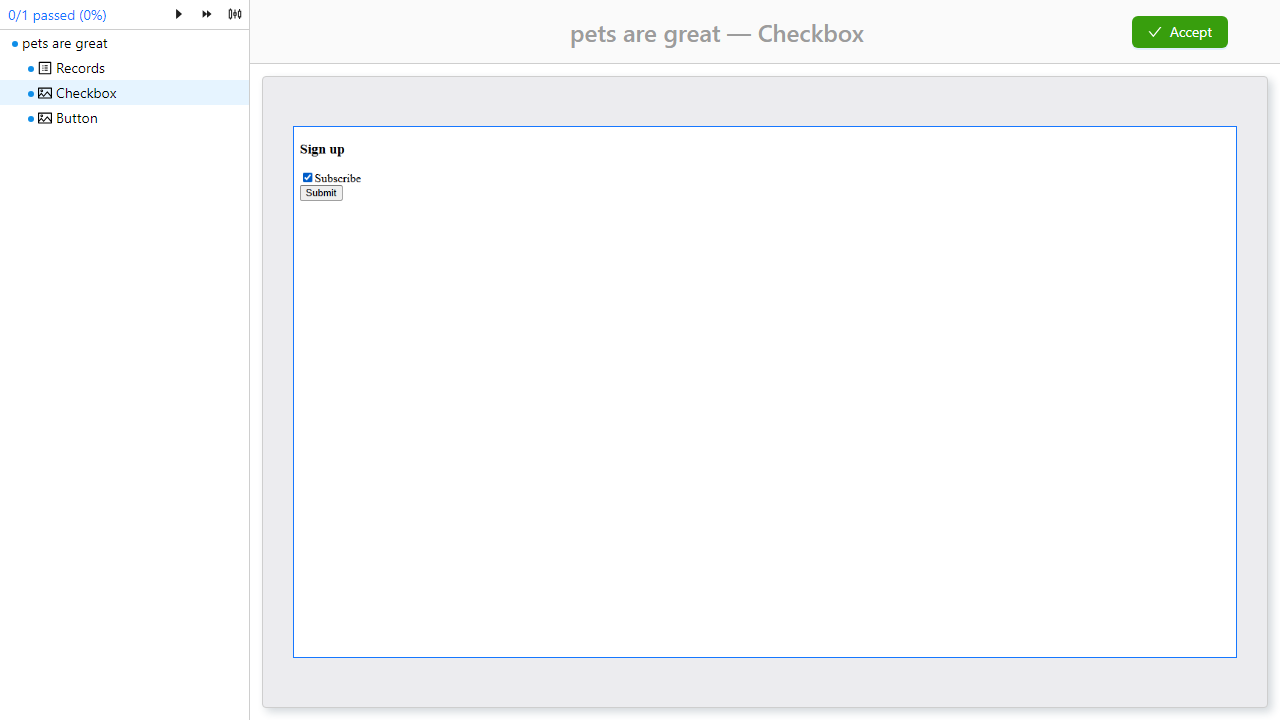 0/1 passed (0%)
pets are great
Records
Checkbox
Button
pets are great — Checkbox
Accept
Sign up
Subscribe
Submit